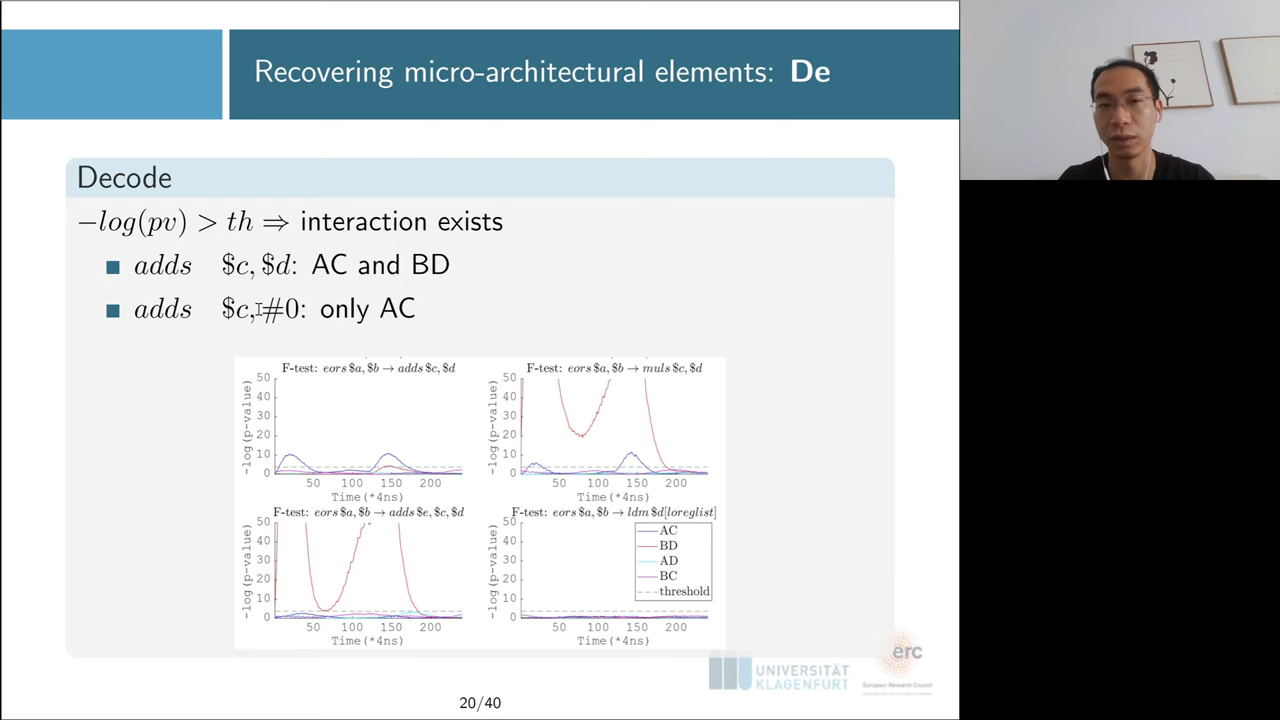 Recovering micro-architectural elements: De
Decode
−log(pv) > th ⇒ interaction exists
adds $c, $d: AC and BD
adds $c, #0: only AC
F-test: eors $a, $b → adds $c, $d
50
40
30
20
10
0
-log(p-value)
50 100 150 200
Time(*4ns)
F-test: eors $a, $b → muls $c, $d
50
40
30
20
10
0
-log(p-value)
50 100 150 200
Time(*4ns)
F-test: eors $a, $b → adds $e, $c, $d
50
40
30
20
10
0
-log(p-value)
50 100 150 200
Time(*4ns)
F-test: eors $a, $b → ldm $d[loreglist]
50
40
30
20
10
0
-log(p-value)
50 100 150 200
Time(*4ns)
AC
BD
AD
BC
threshold
UNIVERSITÄT
KLAGENFURT
erc
European Research Council
20/40